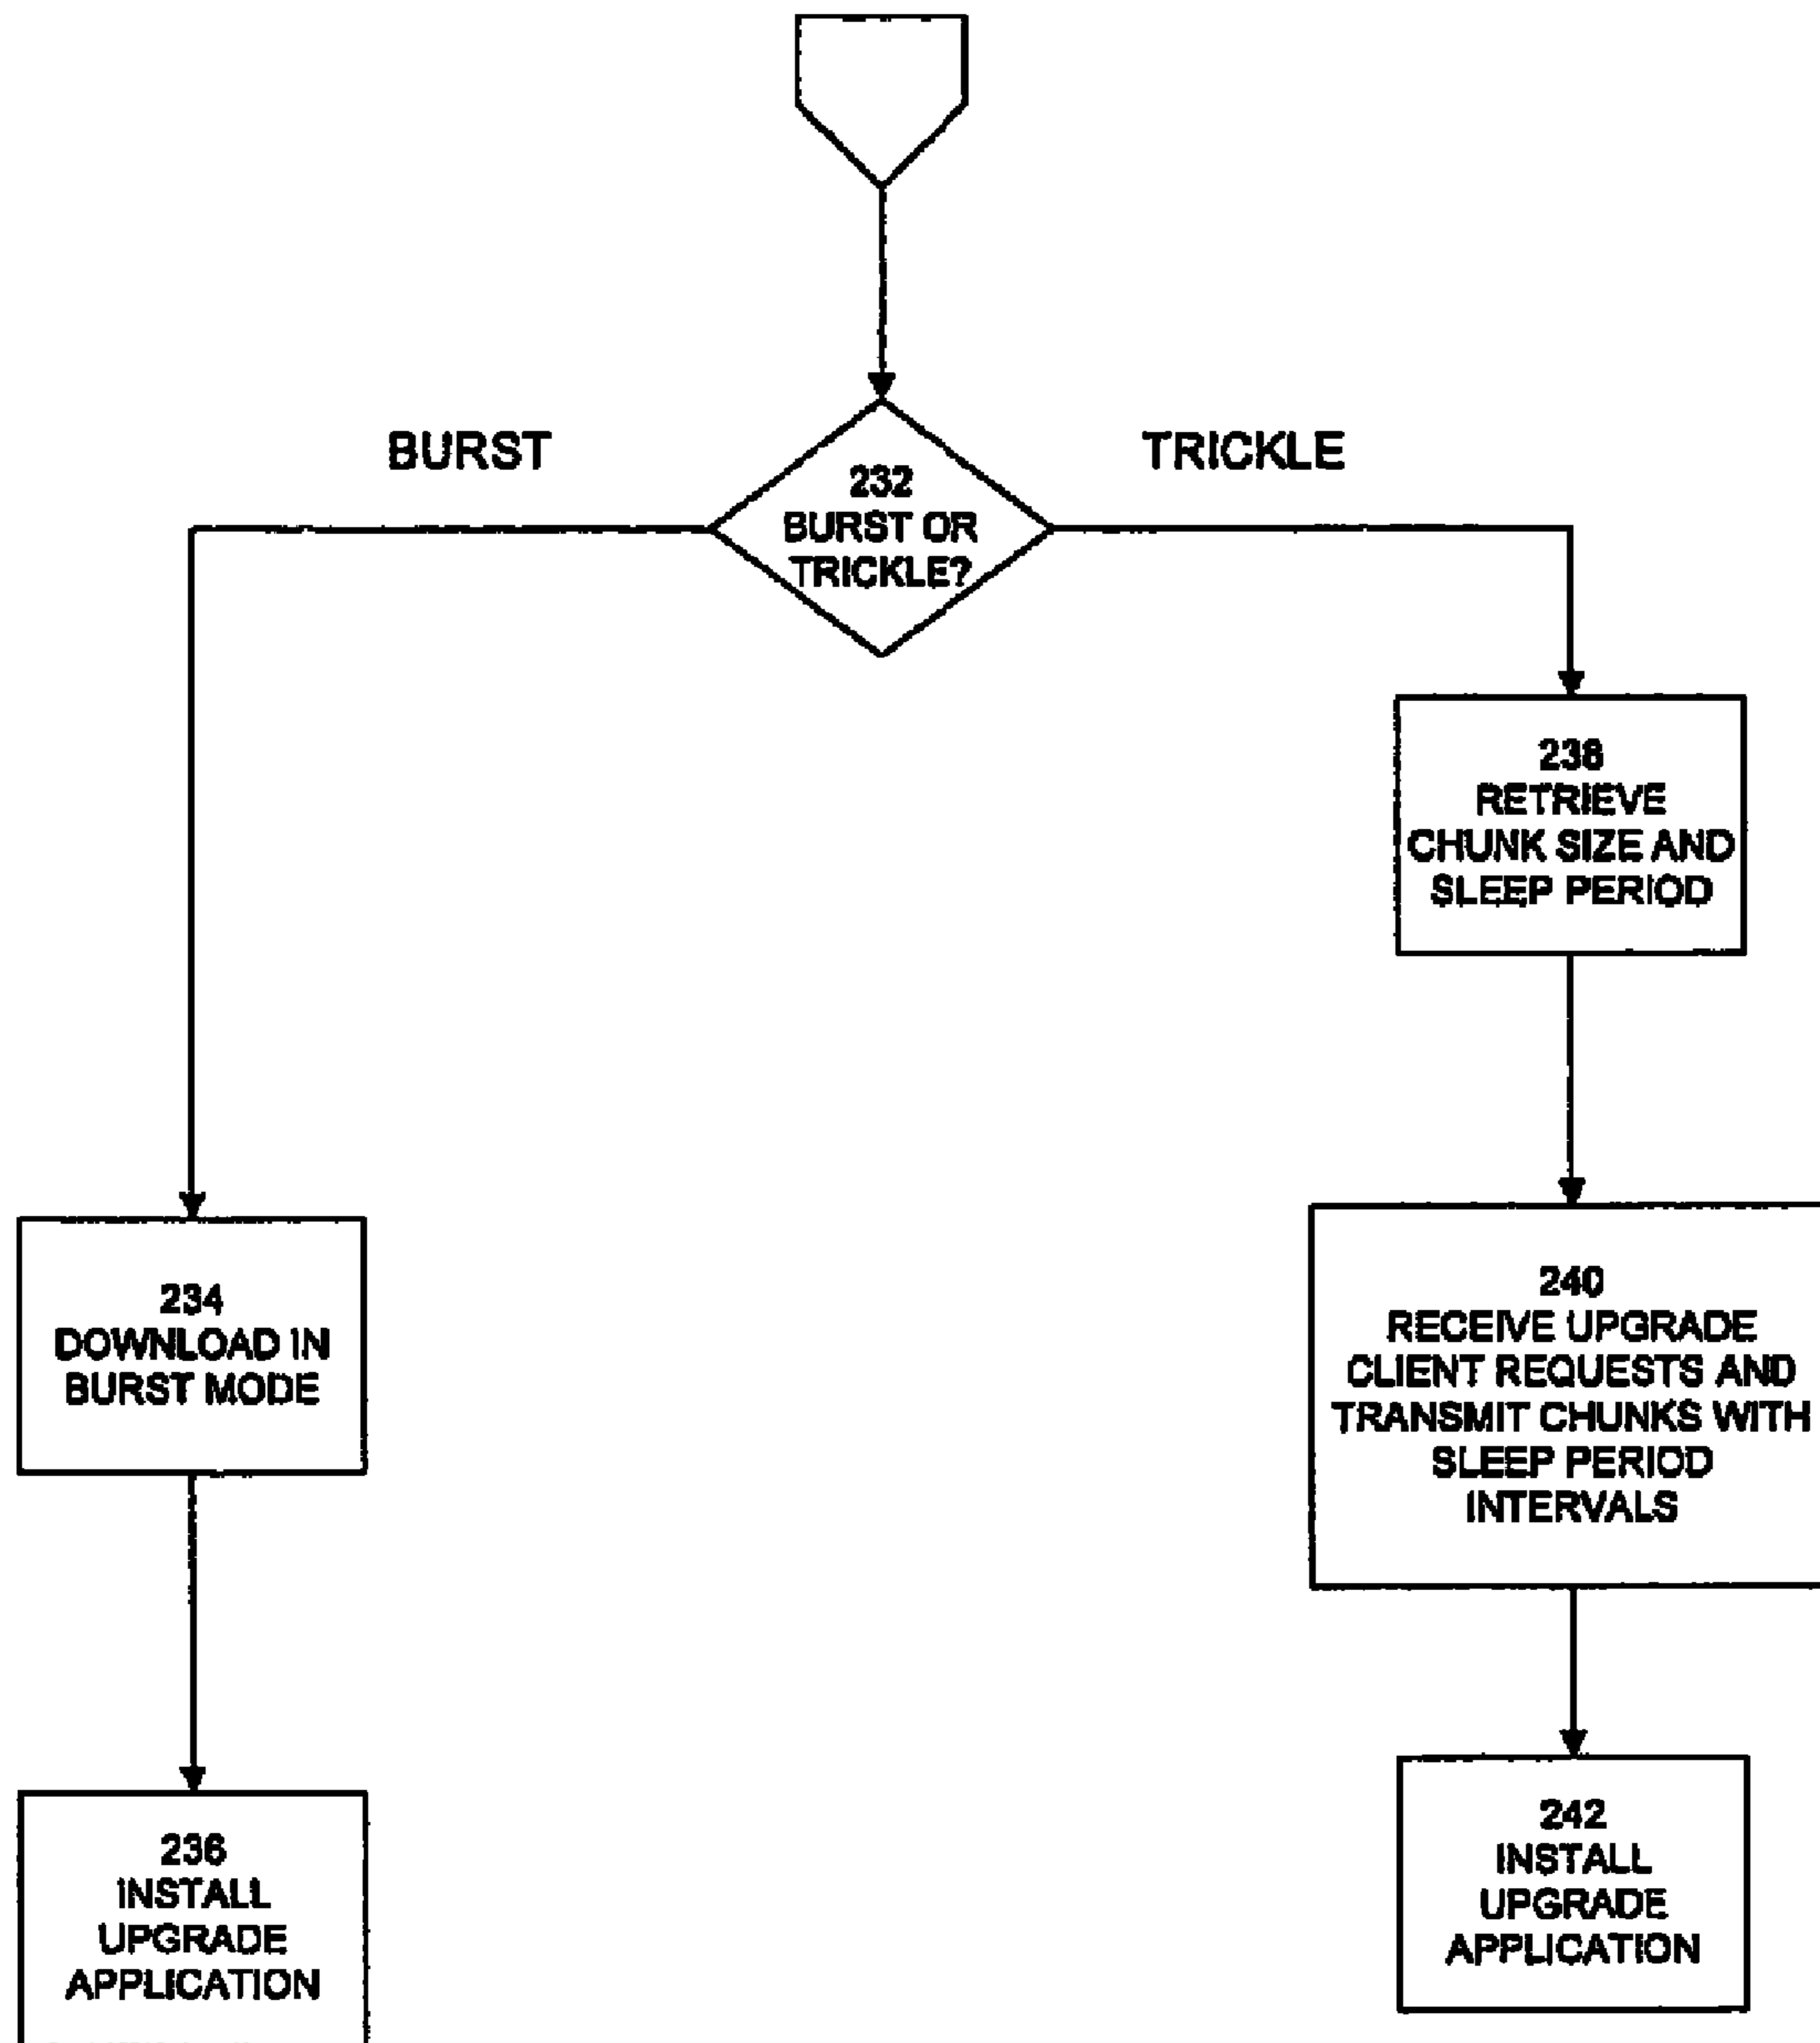 BURST
TRICKLE
232
BURST OR
TRICKLE?
238
RETRIEVE
CHUNK SIZE AND
SLEEP PERIOD
234
DOWNLOAD IN
BURST MODE
240
RECEIVE UPGRADE
CLIENT REQUESTS AND
TRANSMIT CHUNKS WITH
SLEEP PERIOD
INTERVALS
236
INSTALL
UPGRADE
APPLICATION
242
INSTALL
UPGRADE
APPLICATION